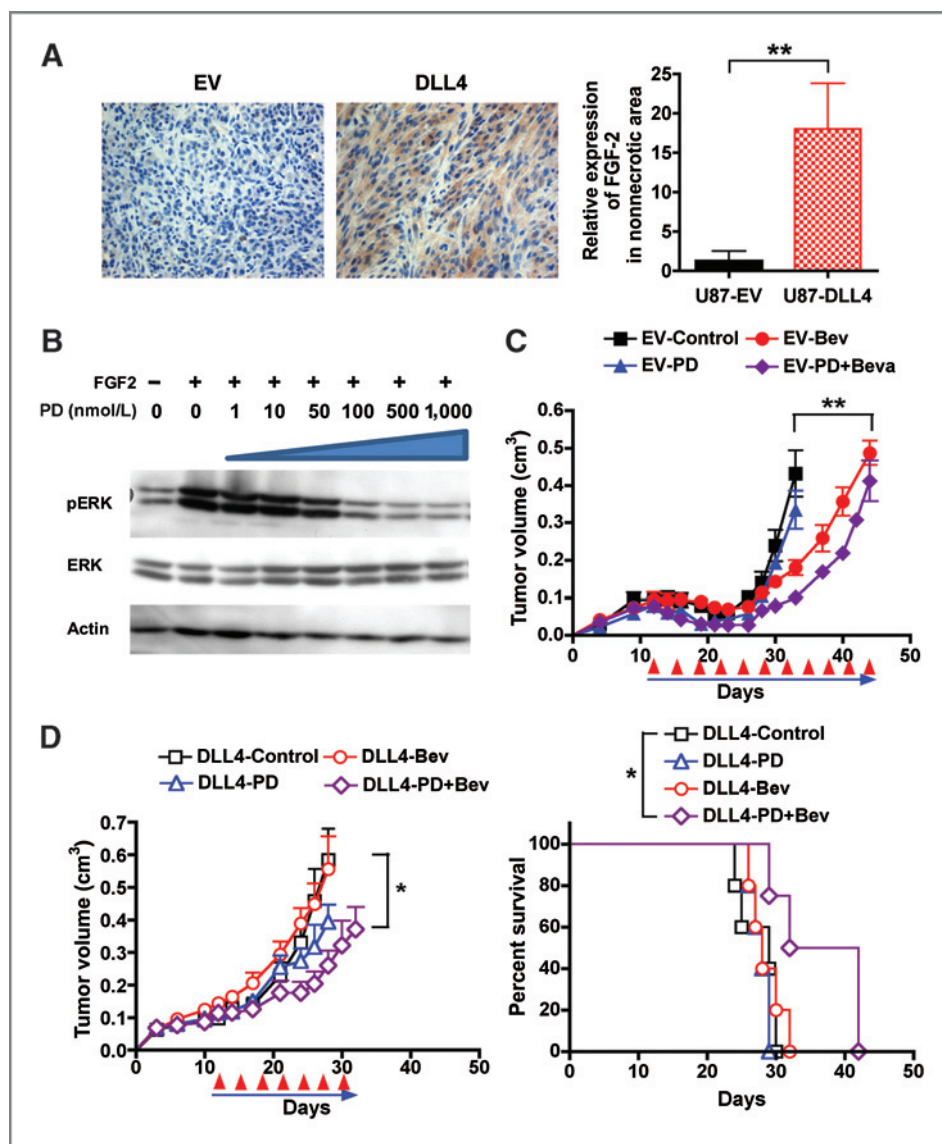 A
EV
DLL4
**
Relative expression
of FGF-2
in nonnecrotic area
25
20
15
10
5
0
U87-EV
U87-DLL4
B
FGF2 – + + + + + + +
PD (nmol/L) 0 0 1 10 50 100 500 1,000
pERK
ERK
Actin
C
EV-Control
EV-Bev
EV-PD
EV-PD+Beva
**
Tumor volume (cm³)
0.6
0.5
0.4
0.3
0.2
0.1
0.0
0 10 20 30 40 50
Days
D
DLL4-Control
DLL4-Bev
DLL4-PD
DLL4-PD+Bev
*
Tumor volume (cm³)
0.7
0.6
0.5
0.4
0.3
0.2
0.1
0.0
0 10 20 30 40 50
Days
DLL4-Control
DLL4-PD
DLL4-Bev
DLL4-PD+Bev
*
Percent survival
100
80
60
40
20
0
0 20 30 40 50
Days